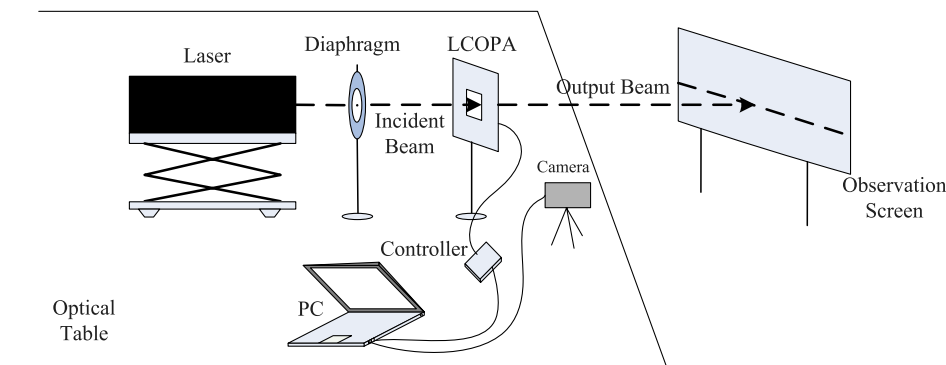 Laser
Diaphragm
LCOPA
Output Beam
Incident
Beam
Camera
Observation
Screen
Controller
PC
Optical
Table